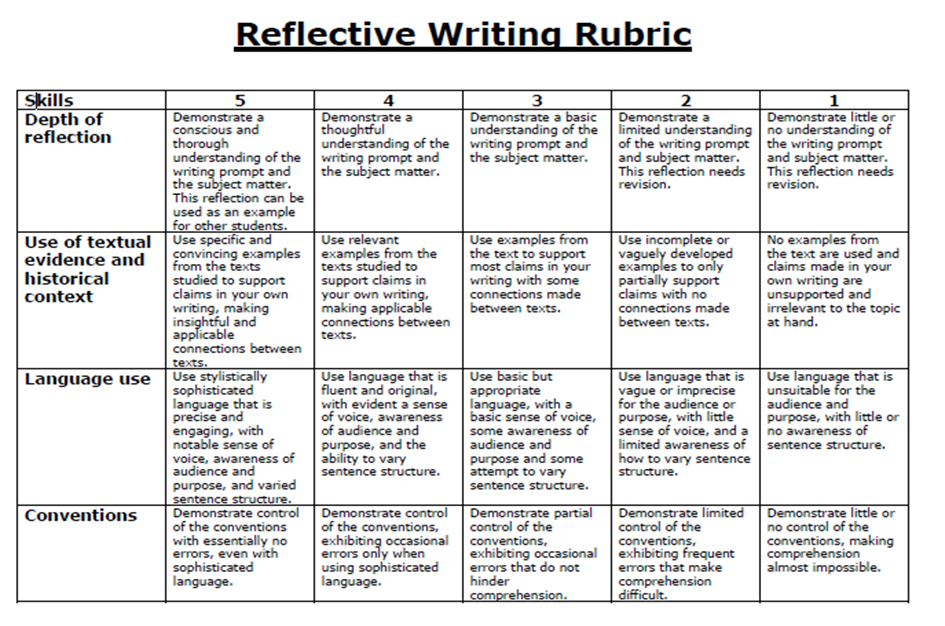 Reflective Writing Rubric
Skills 5 4 3 2 1
Depth of
reflection
Demonstrate a
conscious and
thorough
understanding of the
writing prompt and
the subject matter.
This reflection can be
used as an example
for other students.
Demonstrate a
thoughtful
understanding of the
writing prompt and
the subject matter.
Demonstrate a basic
understanding of the
writing prompt and
the subject matter.
Demonstrate a
limited understanding
of the writing prompt
and subject matter.
This reflection needs
revision.
Demonstrate little or
no understanding of
the writing prompt
and subject matter.
This reflection needs
revision.
Use of textual
evidence and
historical
context
Use specific and
convincing examples
from the texts
studied to support
claims in your own
writing, making
insightful and
applicable
connections between
texts.
Use relevant
examples from the
texts studied to
support claims in
your own writing,
making applicable
connections between
texts.
Use examples from
the text to support
most claims in your
writing with some
connections made
between texts.
Use incomplete or
vaguely developed
examples to only
partially support
claims with no
connections made
between texts.
No examples from
the text are used and
claims made in your
own writing are
unsupported and
irrelevant to the topic
at hand.
Language use
Use stylistically
sophisticated
language that is
precise and
engaging, with
notable sense of
voice, awareness of
audience and
purpose, and varied
sentence structure.
Use language that is
fluent and original,
with evident a sense
of voice, awareness
of audience and
purpose, and the
ability to vary
sentence structure.
Use basic but
appropriate
language, with a
basic sense of voice,
some awareness of
audience and
purpose and some
attempt to vary
sentence structure.
Use language that is
vague or imprecise
for the audience or
purpose, with little
sense of voice, and a
limited awareness of
how to vary sentence
structure.
Use language that is
unsuitable for the
audience and
purpose, with little or
no awareness of
sentence structure.
Conventions
Demonstrate control
of the conventions
with essentially no
errors, even with
sophisticated
language.
Demonstrate control
of the conventions,
exhibiting occasional
errors only when
using sophisticated
language.
Demonstrate partial
control of the
conventions,
exhibiting occasional
errors that do not
hinder
comprehension.
Demonstrate limited
control of the
conventions,
exhibiting frequent
errors that make
comprehension
difficult.
Demonstrate little or
no control of the
conventions, making
comprehension
almost impossible.